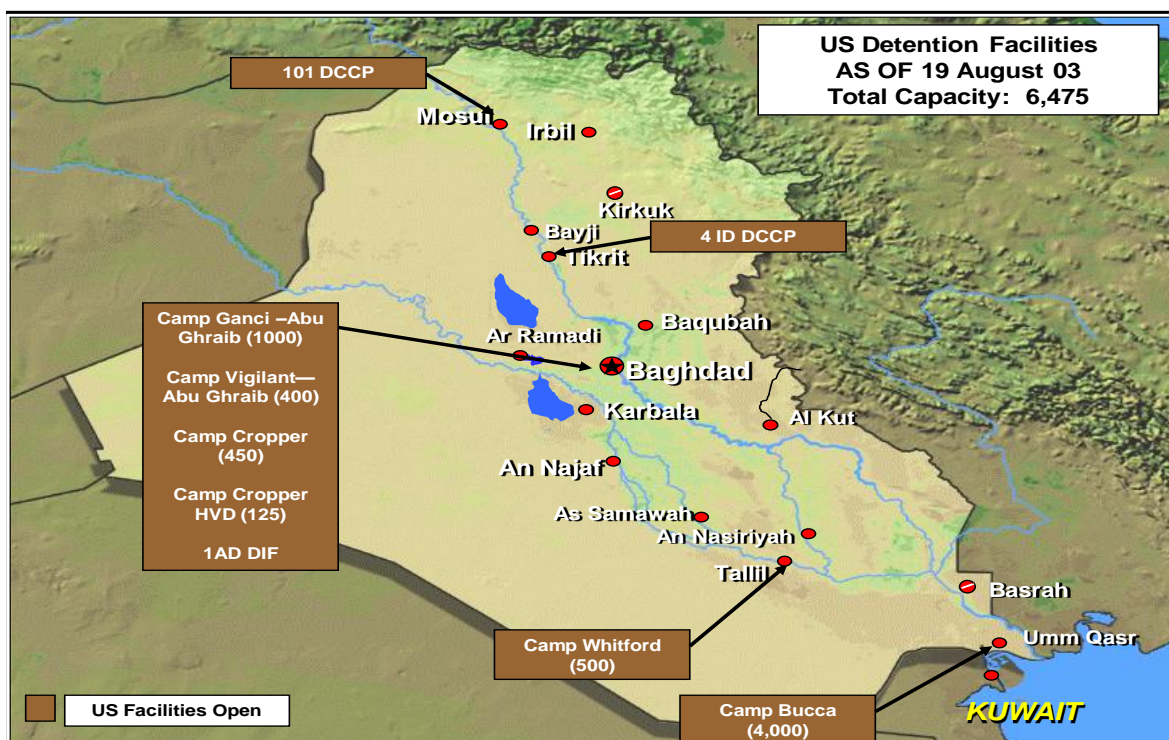 US Detention Facilities
AS OF 19 August 03
Total Capacity: 6,475
101 DCCP
Mosul
Irbil
Kirkuk
Bayji
4 ID DCCP
Tikrit
Camp Ganci –Abu
Ghraib (1000)
Camp Vigilant—
Abu Ghraib (400)
Camp Cropper
(450)
Camp Cropper
HVD (125)
1AD DIF
Baqubah
Ar Ramadi
Baghdad
Karbala
Al Kut
An Najaf
As Samawah
An Nasiriyah
Tallil
Basrah
Camp Whitford
(500)
Umm Qasr
US Facilities Open
Camp Bucca
(4,000)
KUWAIT